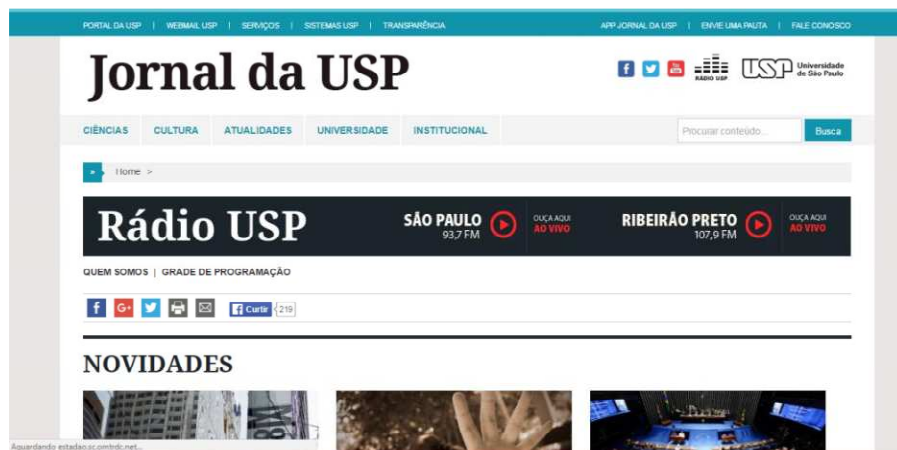 PORTAL DA USP | WEBMAIL USP | SERVIÇOS | SISTEMAS USP | TRANSPARÊNCIA APP JORNAL DA USP | ENVIE UMA PAUTA | FALE CONOSCO
Jornal da USP
RÁDIO USP
USP Universidade de São Paulo
CIÊNCIAS CULTURA ATUALIDADES UNIVERSIDADE INSTITUCIONAL Procurar conteúdo... Busca
» Home >
Rádio USP
SÃO PAULO
93,7 FM
OUÇA AQUI
AO VIVO
RIBEIRÃO PRETO
107,9 FM
OUÇA AQUI
AO VIVO
QUEM SOMOS | GRADE DE PROGRAMAÇÃO
Curtir 219
NOVIDADES